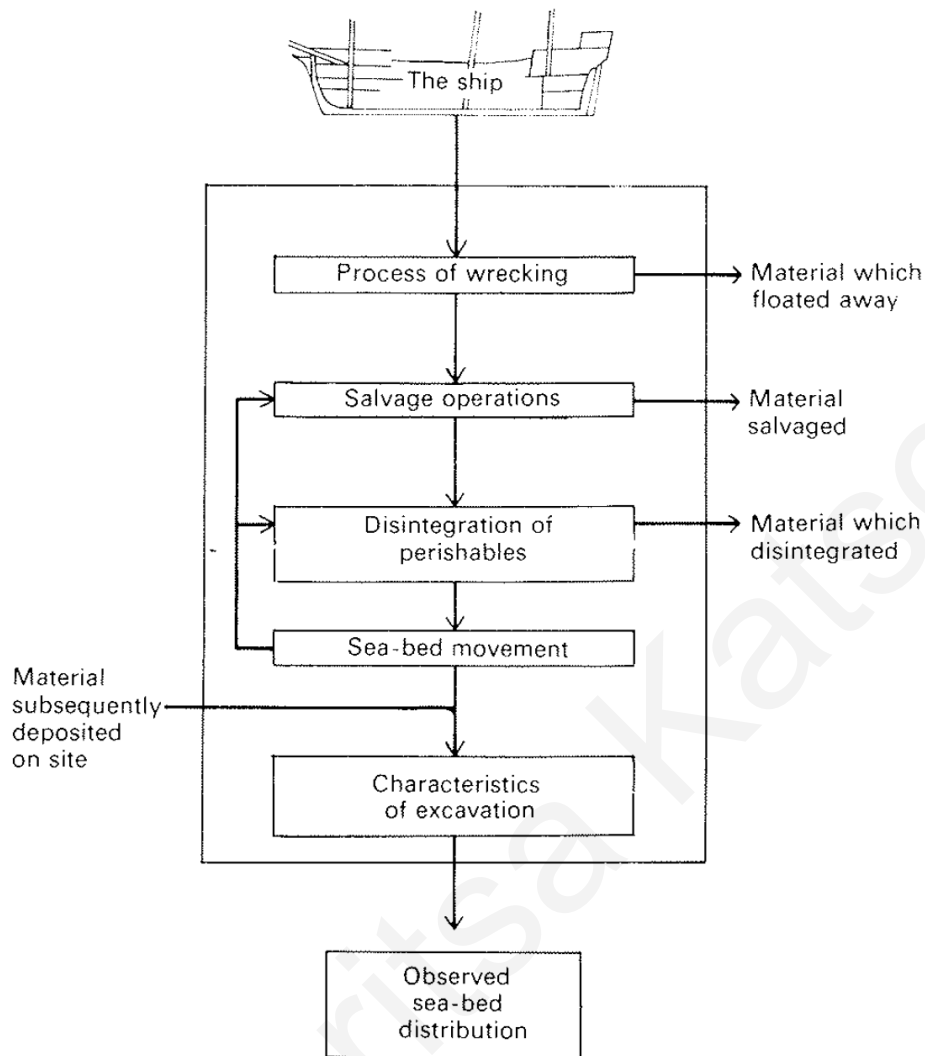 The ship
Process of wrecking
Material which
floated away
Salvage operations
Material
salvaged
Disintegration of
perishables
Material which
disintegrated
Sea-bed movement
Material
subsequently
deposited
on site
Characteristics
of excavation
Observed
sea-bed
distribution